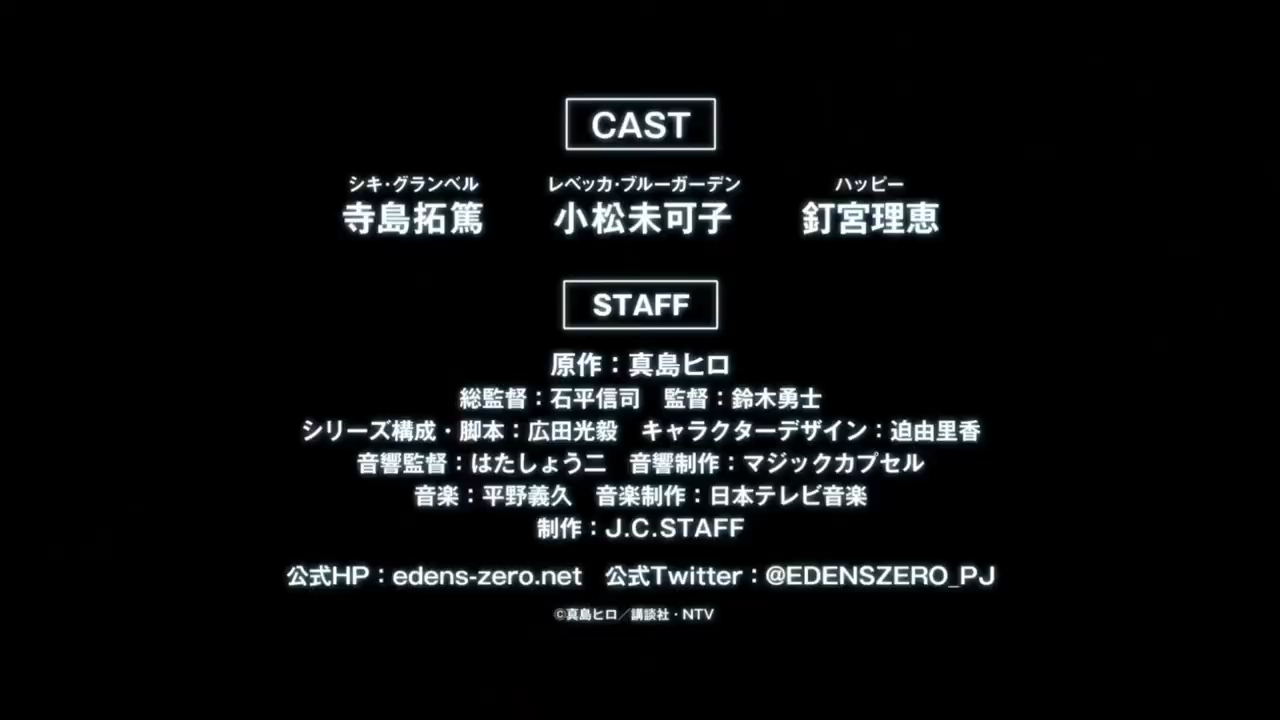 CAST
シキ・グランベル レベッカ・ブルーガーデン ハッピー
寺島拓篤 小松未可子 釘宮理恵
STAFF
原作：真島ヒロ
総監督：石平信司 監督：鈴木勇士
シリーズ構成・脚本：広田光毅 キャラクターデザイン：迫由里香
音響監督：はたしょう二 音響制作：マジックカプセル
音楽：平野義久 音楽制作：日本テレビ音楽
制作：J.C.STAFF
公式HP：edens-zero.net 公式Twitter：@EDENSZERO_PJ
©真島ヒロ／講談社・NTV